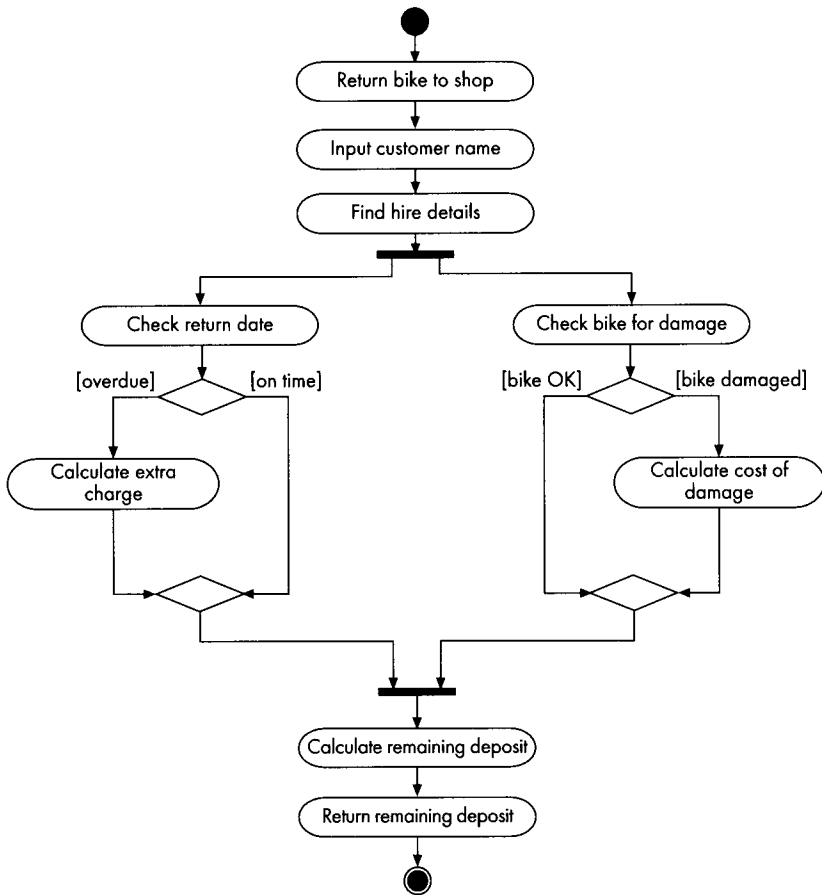 Return bike to shop
Input customer name
Find hire details
Check return date
Check bike for damage
[overdue]
[on time]
[bike OK]
[bike damaged]
Calculate extra
charge
Calculate cost of
damage
Calculate remaining deposit
Return remaining deposit